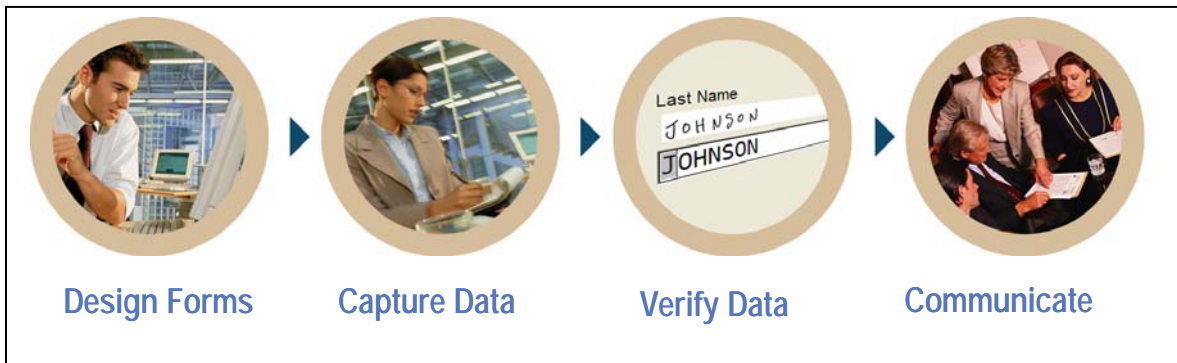 Last Name
JOHNSON
JOHNSON
Design Forms
Capture Data
Verify Data
Communicate